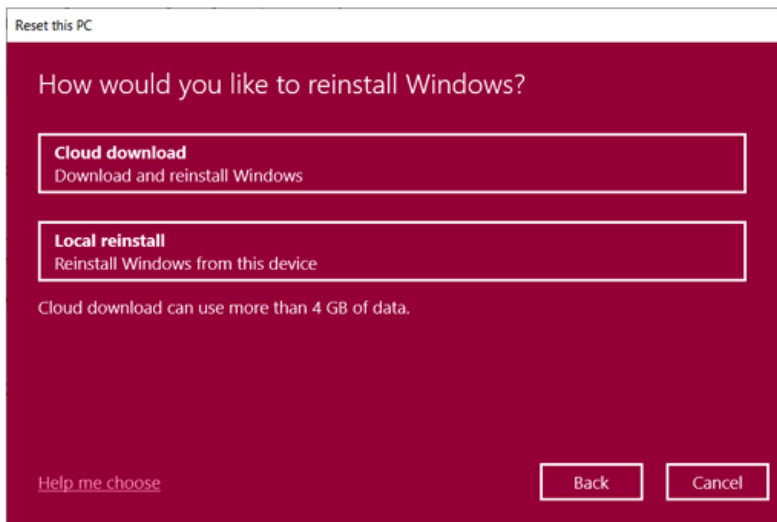 Reset this PC
How would you like to reinstall Windows?
Cloud download
Download and reinstall Windows
Local reinstall
Reinstall Windows from this device
Cloud download can use more than 4 GB of data.
Help me choose
Back
Cancel